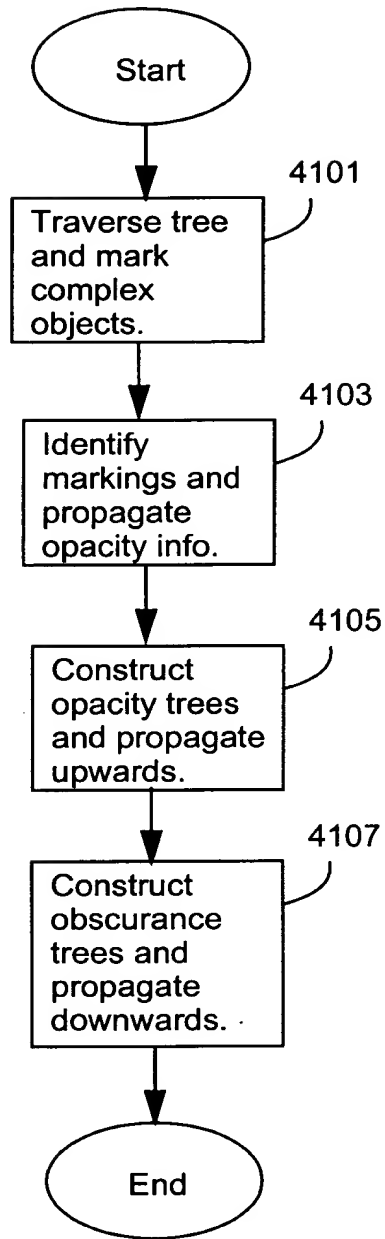 Start
4101
Traverse tree
and mark
complex
objects.
4103
Identify
markings and
propagate
opacity info.
4105
Construct
opacity trees
and propagate
upwards.
4107
Construct
obscurance
trees and
propagate
downwards.
End